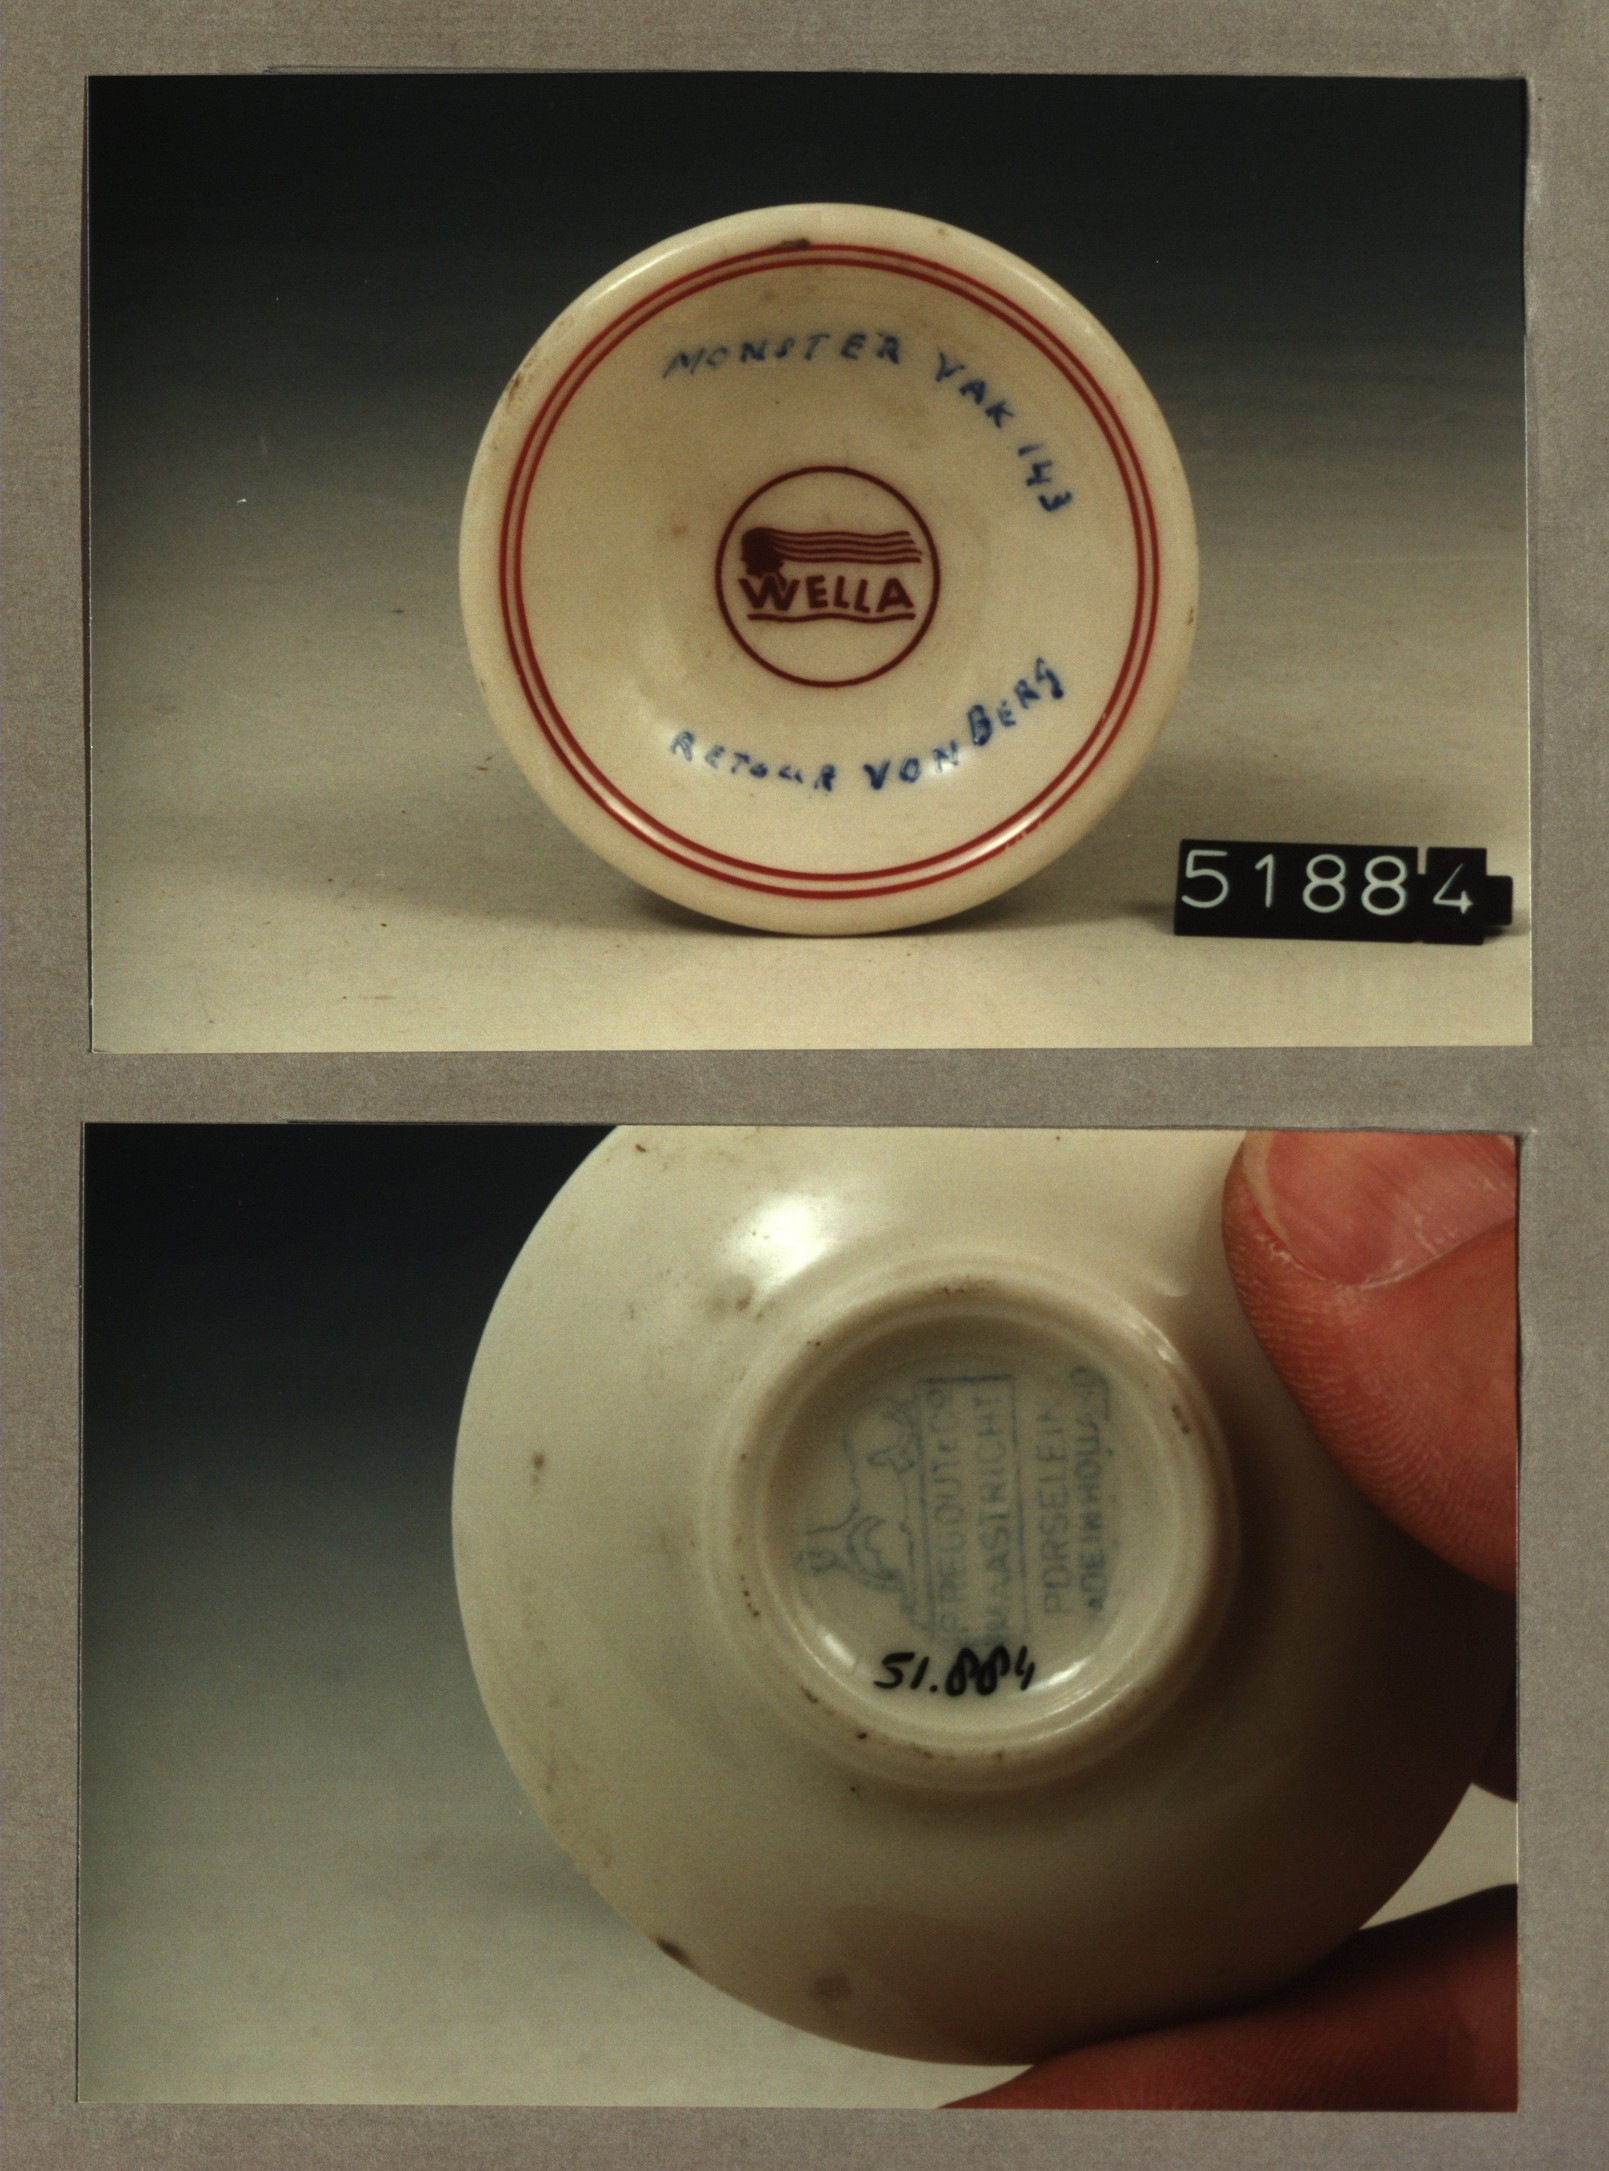 MONSTER VAK 143
WELLA
RETOUR VON BERG
51884
P. REGOUT & Co
MAASTRICHT
PORSELEIN
MADE IN HOLLAND
51.884